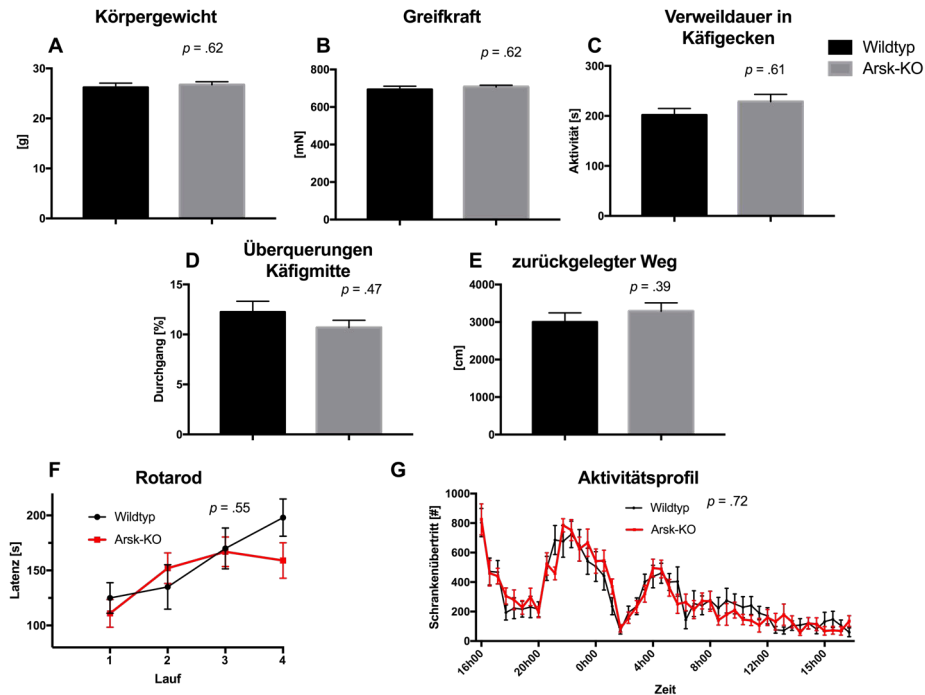 Körpergewicht
A
p = .62
30
20
10
0
[g]
Greifkraft
B
p = .62
800
600
400
200
0
[mN]
Verweildauer in
Käfigecken
C
p = .61
300
200
100
0
Aktivität [s]
Wildtyp
Arsk-KO
Überquerungen
Käfigmitte
D
p = .47
15
10
5
0
Durchgang [%]
zurückgelegter Weg
E
p = .39
4000
3000
2000
1000
0
[cm]
F
Rotarod
p = .55
Wildtyp
Arsk-KO
200
150
100
Latenz [s]
1
2
3
4
Lauf
G
Aktivitätsprofil
p = .72
Wildtyp
Arsk-KO
1000
800
600
400
200
0
Schrankenübertritt [#]
16h00
20h00
0h00
4h00
8h00
12h00
15h00
Zeit